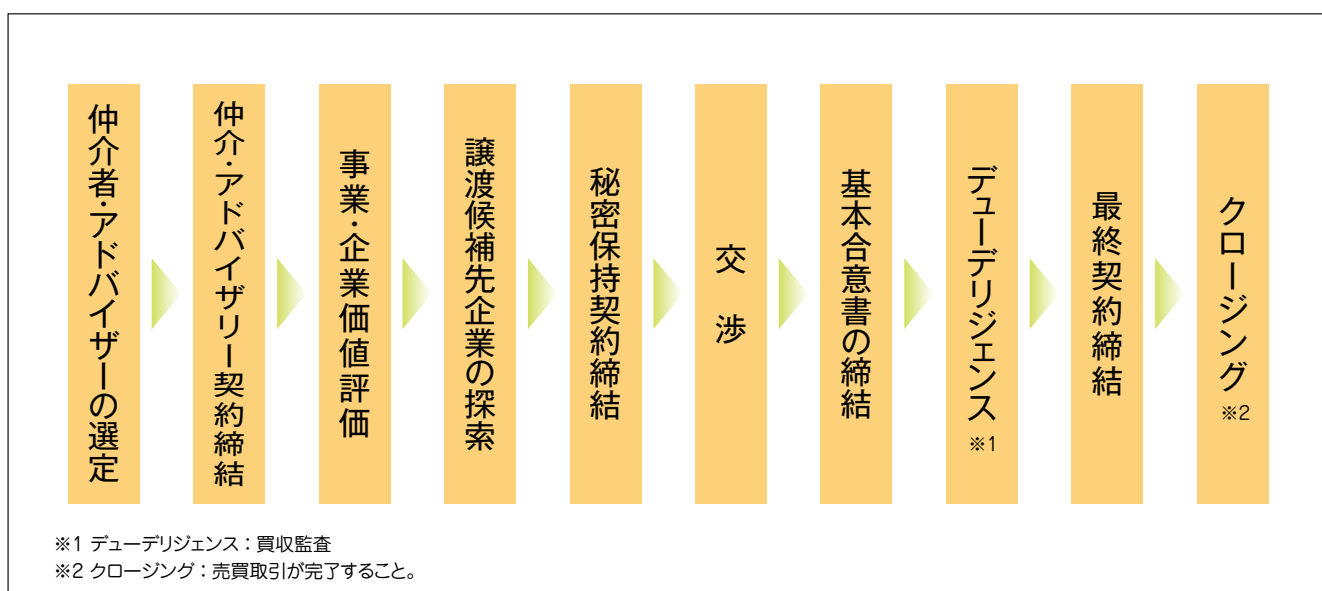 仲介者・アドバイザーの選定
仲介・アドバイザリー契約締結
事業・企業価値評価
譲渡候補先企業の探索
秘密保持契約締結
交渉
基本合意書の締結
デューデリジェンス※1
最終契約締結
クロージング※2
※1 デューデリジェンス：買収監査
※2 クロージング：売買取引が完了すること。